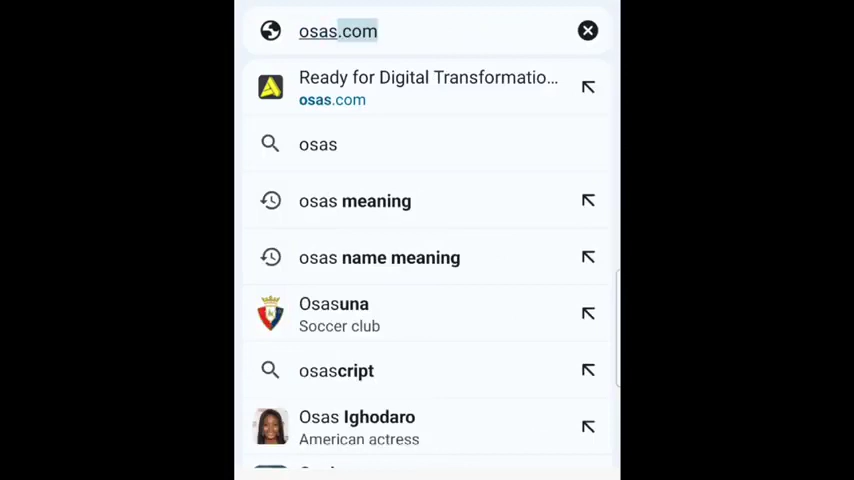 osas.com
Ready for Digital Transformatio...
osas.com
osas
osas meaning
osas name meaning
Osasuna
Soccer club
osascript
Osas Ighodaro
American actress